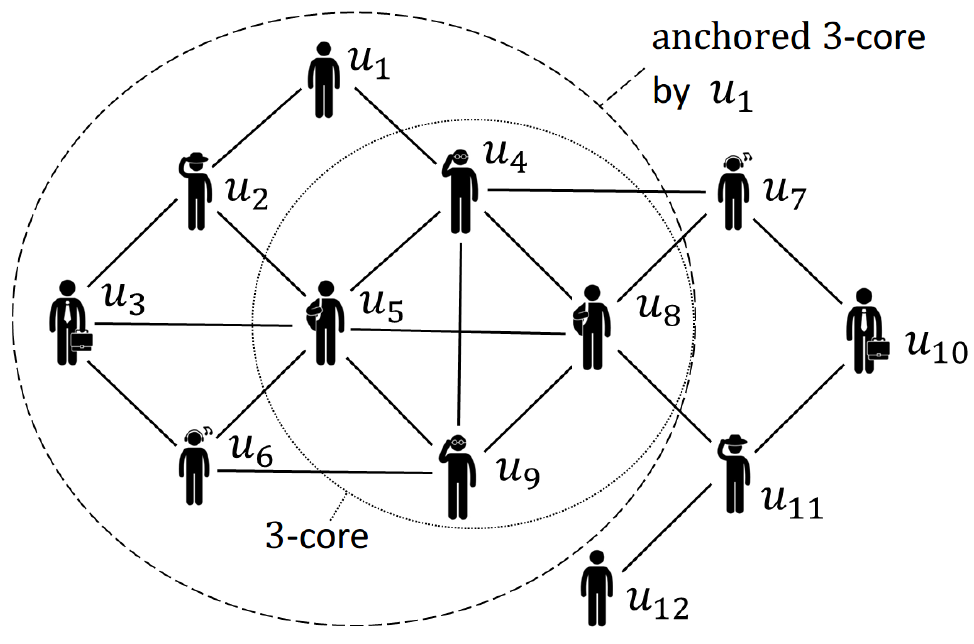 anchored 3-core
by u₁
u₁
u₄
u₇
u₂
u₃
u₅
u₈
u₁₀
u₆
u₉
u₁₁
3-core
u₁₂